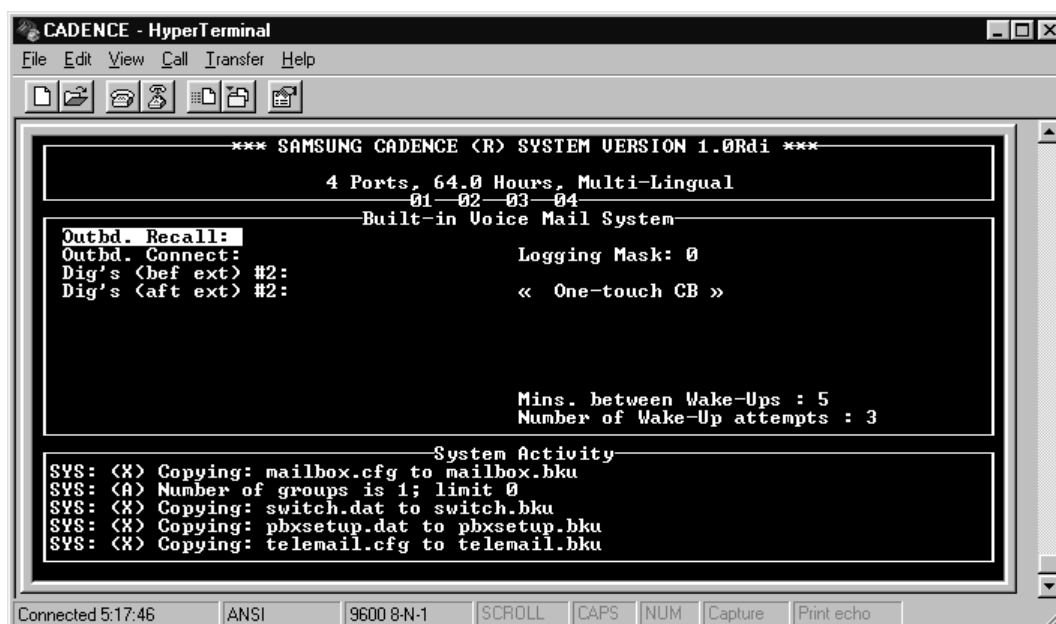 CADENCE - HyperTerminal
File Edit View Call Transfer Help
*** SAMSUNG CADENCE (R) SYSTEM VERSION 1.0Rdi ***
4 Ports, 64.0 Hours, Multi-Lingual
01—02—03—04
Built-in Voice Mail System
Outbd. Recall:
Outbd. Connect: Logging Mask: 0
Dig's (bef ext) #2:
Dig's (aft ext) #2: « One-touch CB »
Mins. between Wake-Ups : 5
Number of Wake-Up attempts : 3
System Activity
SYS: (X) Copying: mailbox.cfg to mailbox.bku
SYS: (A) Number of groups is 1; limit 0
SYS: (X) Copying: switch.dat to switch.bku
SYS: (X) Copying: pbxsetup.dat to pbxsetup.bku
SYS: (X) Copying: telemail.cfg to telemail.bku
Connected 5:17:46 ANSI 9600 8-N-1 SCROLL CAPS NUM Capture Print echo